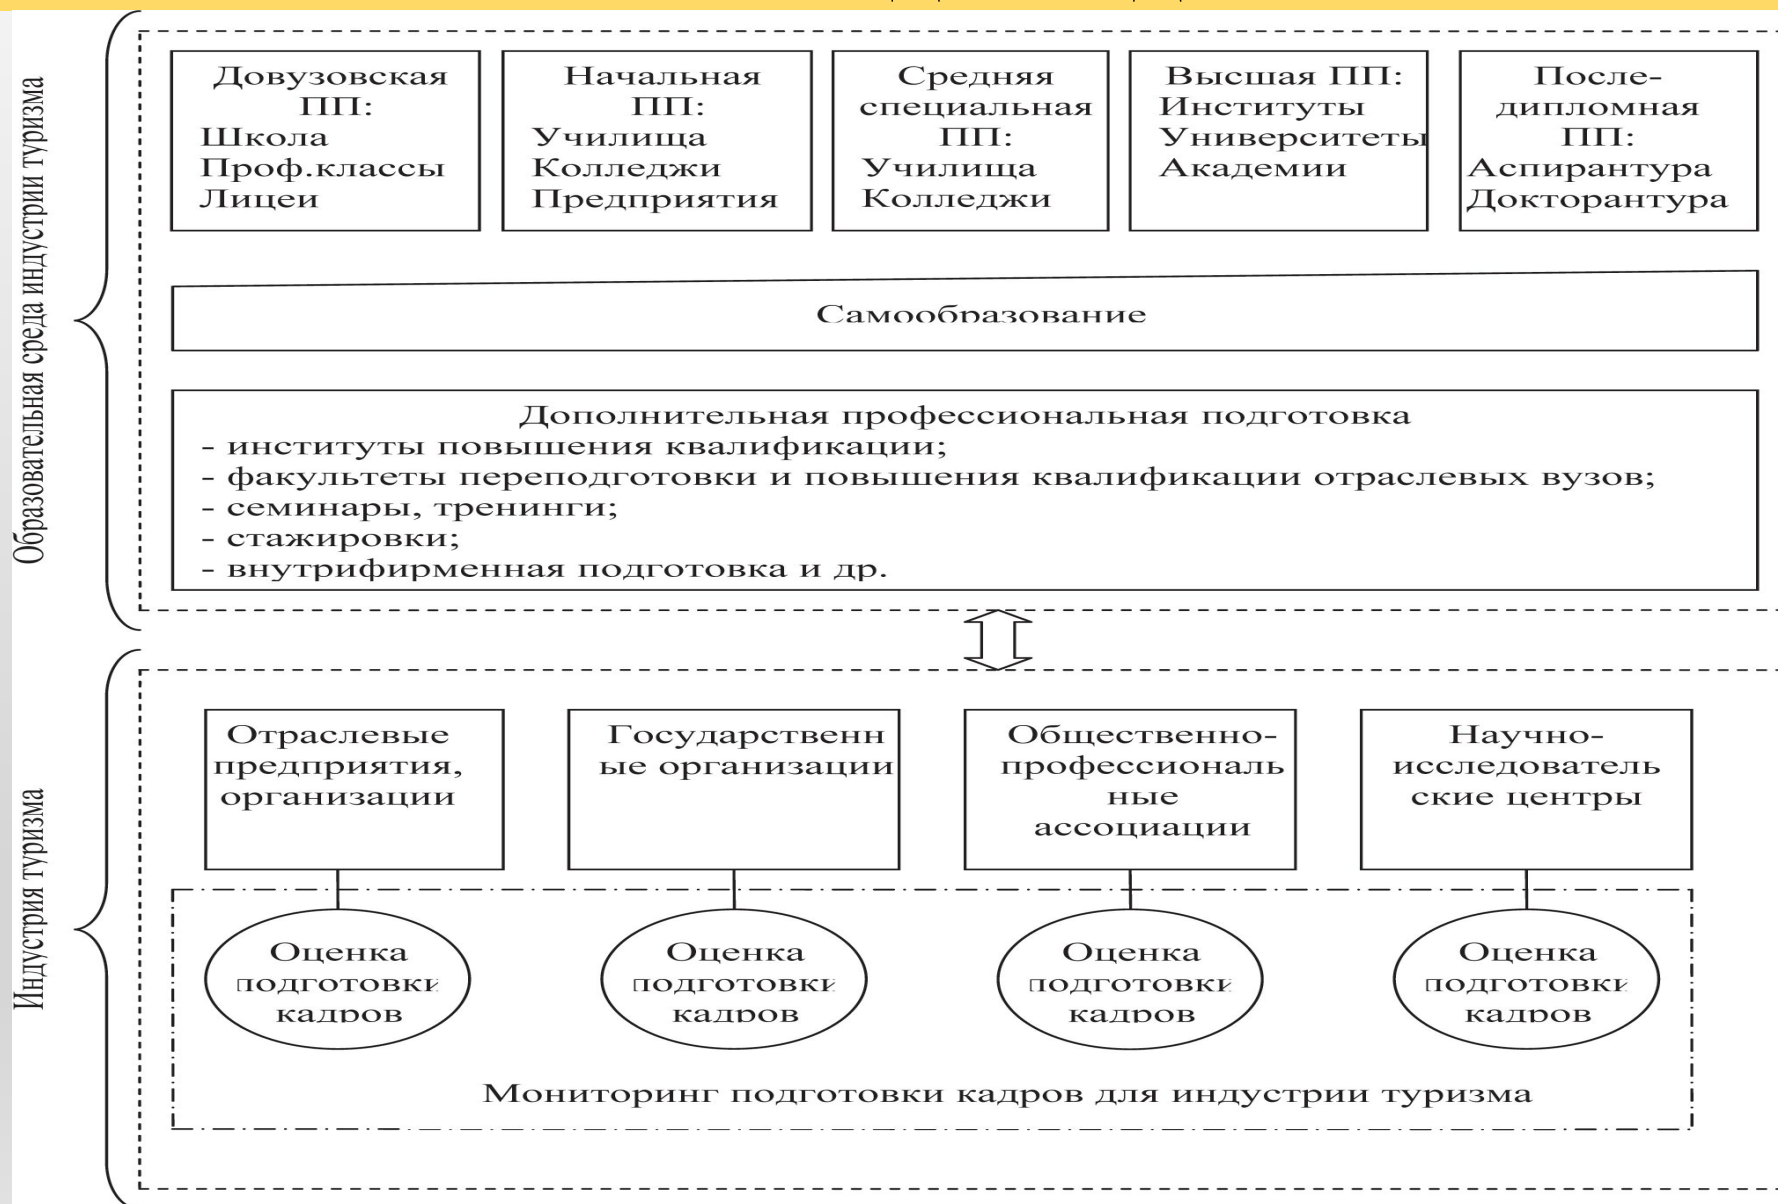 Образовательная среда индустрии туризма
Довузовская
ПП:
Школа
Проф.классы
Лицеи
Начальная
ПП:
Училища
Колледжи
Предприятия
Средняя
специальная
ПП:
Училища
Колледжи
Высшая ПП:
Институты
Университеты
Академии
После-
дипломная
ПП:
Аспирантура
Докторантура
Самообразование
Дополнительная профессиональная подготовка
- институты повышения квалификации;
- факультеты переподготовки и повышения квалификации отраслевых вузов;
- семинары, тренинги;
- стажировки;
- внутрифирменная подготовка и др.
Индустрия туризма
Отраслевые
предприятия,
организации
Государственн
ые организации
Общественно-
профессиональ
ные
ассоциации
Научно-
исследователь
ские центры
Оценка
подготовки
кадров
Оценка
подготовки
кадров
Оценка
подготовки
кадров
Оценка
подготовки
кадров
Мониторинг подготовки кадров для индустрии туризма